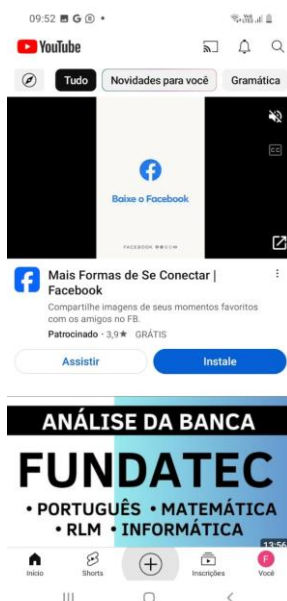 09:52
YouTube
Tudo
Novidades para você
Gramática
CC
Baixe o Facebook
Mais Formas de Se Conectar |
Facebook
Compartilhe imagens de seus momentos favoritos
com os amigos no FB.
Patrocinado · 3,9★ GRÁTIS
Assistir
Instale
ANÁLISE DA BANCA
FUNDATEC
• PORTUGUÊS • MATEMÁTICA
• RLM • INFORMÁTICA
13:56
Início
Shorts
Inscrições
F
Você